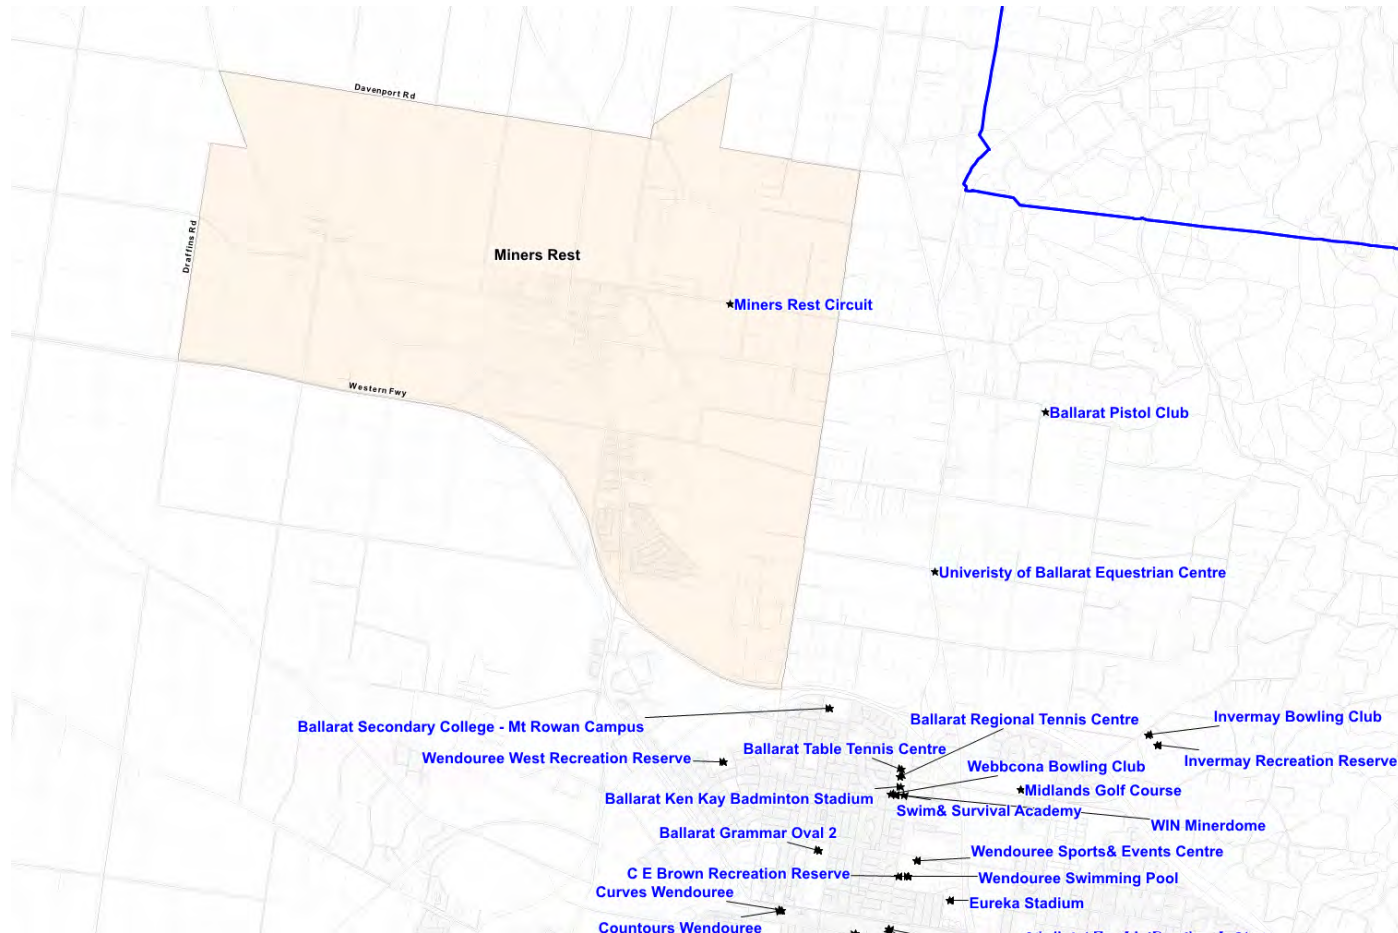 Davenport Rd
Draffins Rd
Miners Rest
Miners Rest Circuit
Western Fwy
Ballarat Pistol Club
Univeristy of Ballarat Equestrian Centre
Ballarat Secondary College - Mt Rowan Campus
Ballarat Regional Tennis Centre
Invermay Bowling Club
Ballarat Table Tennis Centre
Wendouree West Recreation Reserve
Invermay Recreation Reserve
Webbcona Bowling Club
Ballarat Ken Kay Badminton Stadium
Midlands Golf Course
Swim& Survival Academy
WIN Minerdome
Ballarat Grammar Oval 2
Wendouree Sports& Events Centre
C E Brown Recreation Reserve
Wendouree Swimming Pool
Curves Wendouree
Eureka Stadium
Countours Wendouree